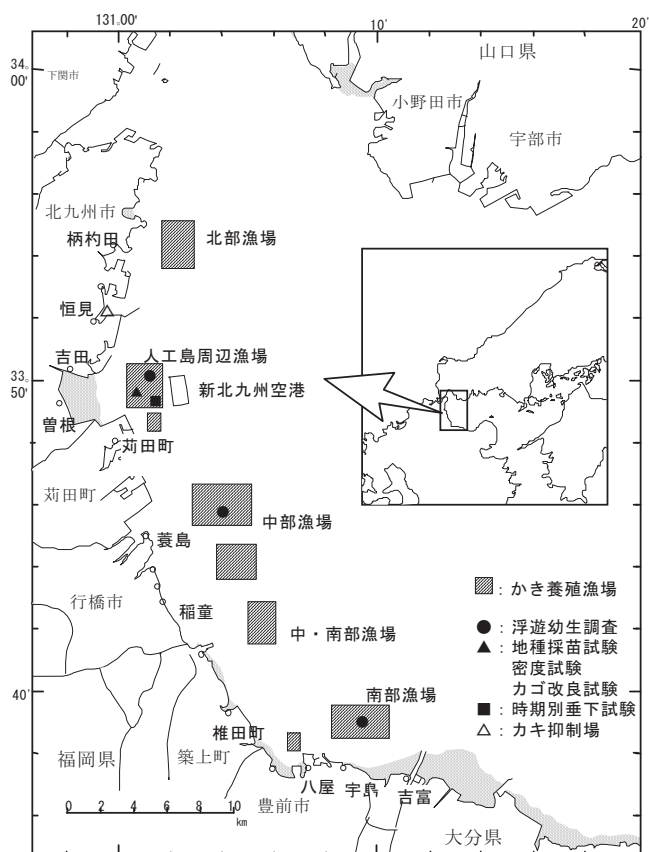 131°00′
10′
20′
34°
00′
下関市
山口県
小野田市
宇部市
北九州市
柄杓田
北部漁場
恒見
吉田
人工島周辺漁場
33°
50′
新北九州空港
曽根
苅田町
苅田町
中部漁場
蓑島
行橋市
稲童
中・南部漁場
:かき養殖漁場
:浮遊幼生調査
:地種採苗試験
密度試験
カゴ改良試験
:時期別垂下試験
:カキ抑制場
40′
南部漁場
椎田町
福岡県
築上町
八屋
宇島
吉富
豊前市
大分県
0 2 4 6 8 10
km